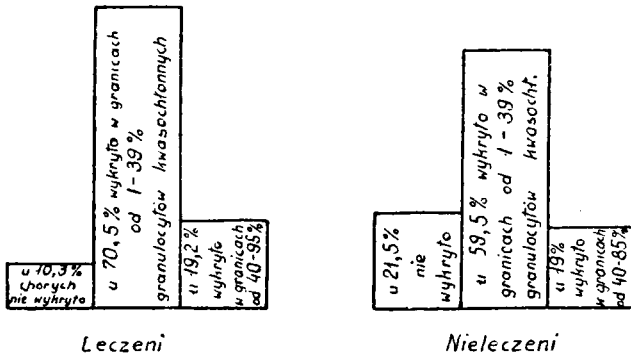 u 10,3%
chorych
nie wykryto
u 70,5% wykryto w granicach
od 1-39%
granulocytów kwasochłonnych
u 19,2%
wykryto
w granicach
od 40-95%
Leczeni
u 21,5%
nie
wykryto
u 59,5% wykryto w
granicach od 1-39%
granulocytów kwasochł.
u 19%
wykryto
w granicach
od 40-85%
Nieleczeni